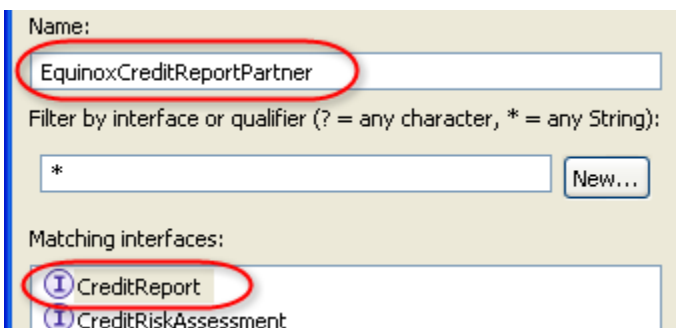 Name:
EquinoxCreditReportPartner
Filter by interface or qualifier (? = any character, * = any String):
* New...
Matching interfaces:
I CreditReport
I CreditRiskAssessment